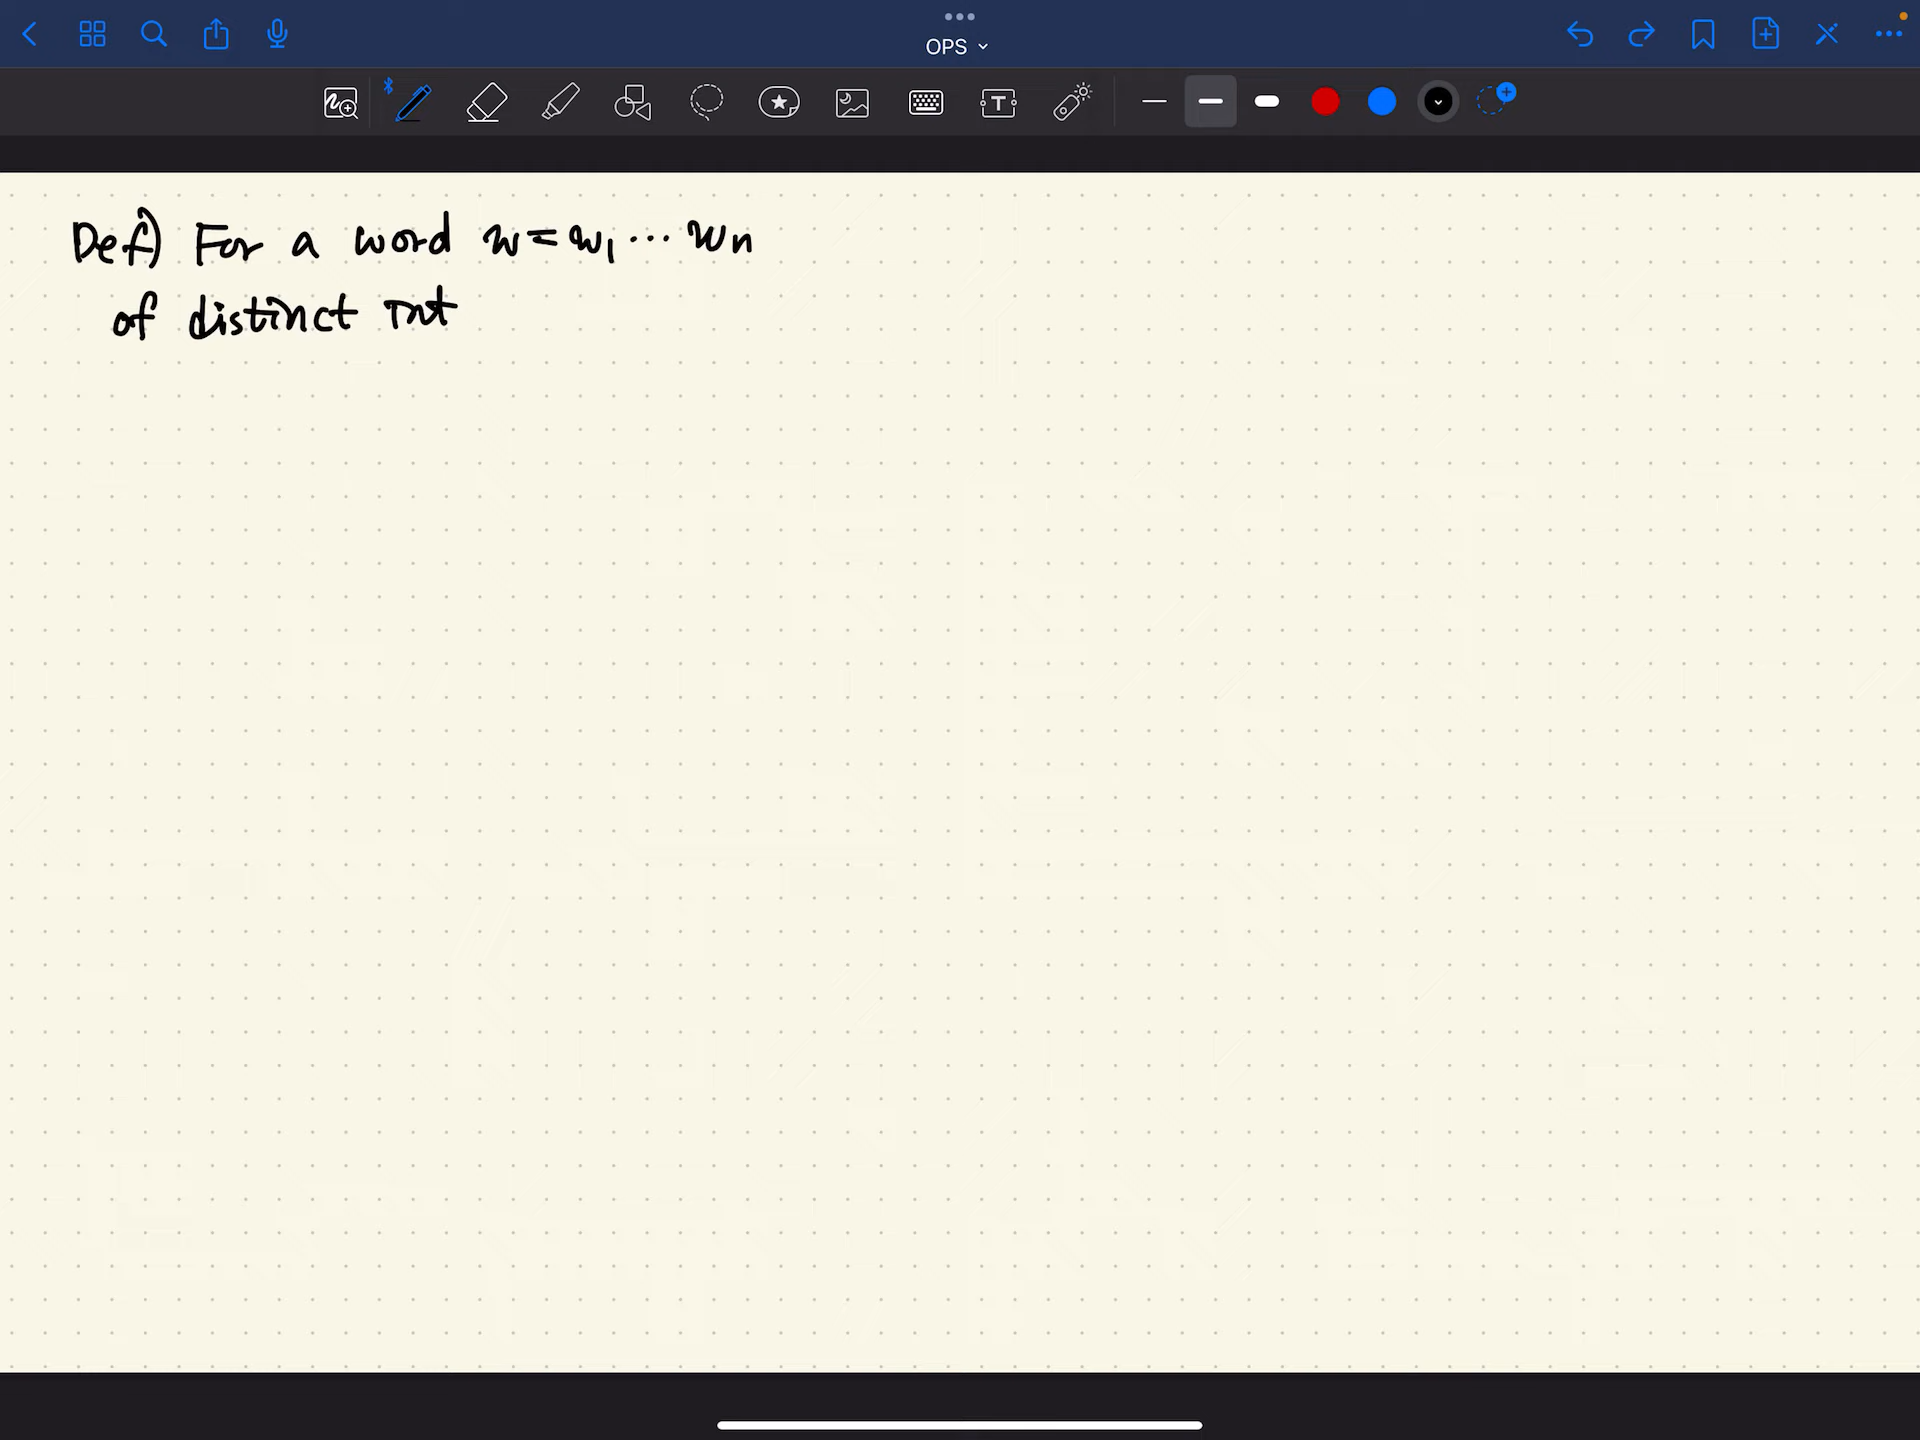 OPS
Def) For a word w = w₁ ⋯ wₙ
of distinct int